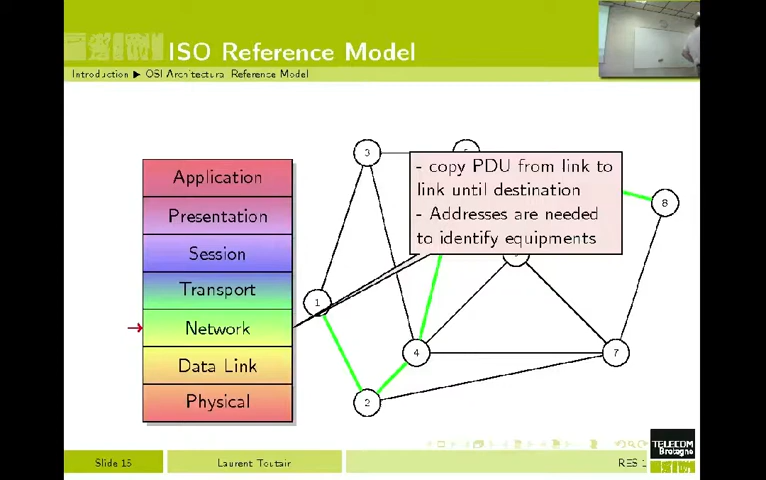 ISO Reference Model
Introduction ▶ OSI Architectural Reference Model
Application
Presentation
Session
Transport
Network
Data Link
Physical
- copy PDU from link to
link until destination
- Addresses are needed
to identify equipments
3
8
1
4
7
2
TELECOM
Bretagne
Slide 15
Laurent Toutain
RES 1